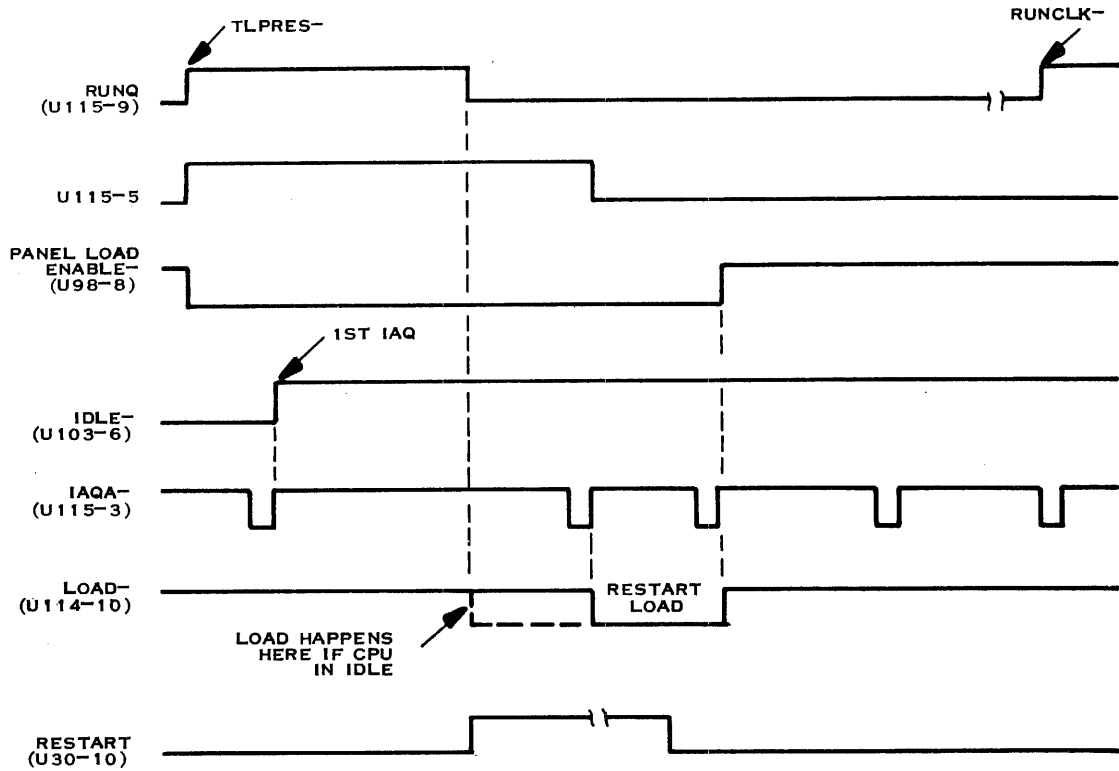 TLPRES-
RUNCLK-
RUNQ
(U115-9)
U115-5
PANEL LOAD
ENABLE-
(U98-8)
1ST IAQ
IDLE-
(U103-6)
IAQA-
(U115-3)
LOAD-
(U114-10)
RESTART
LOAD
LOAD HAPPENS
HERE IF CPU
IN IDLE
RESTART
(U30-10)